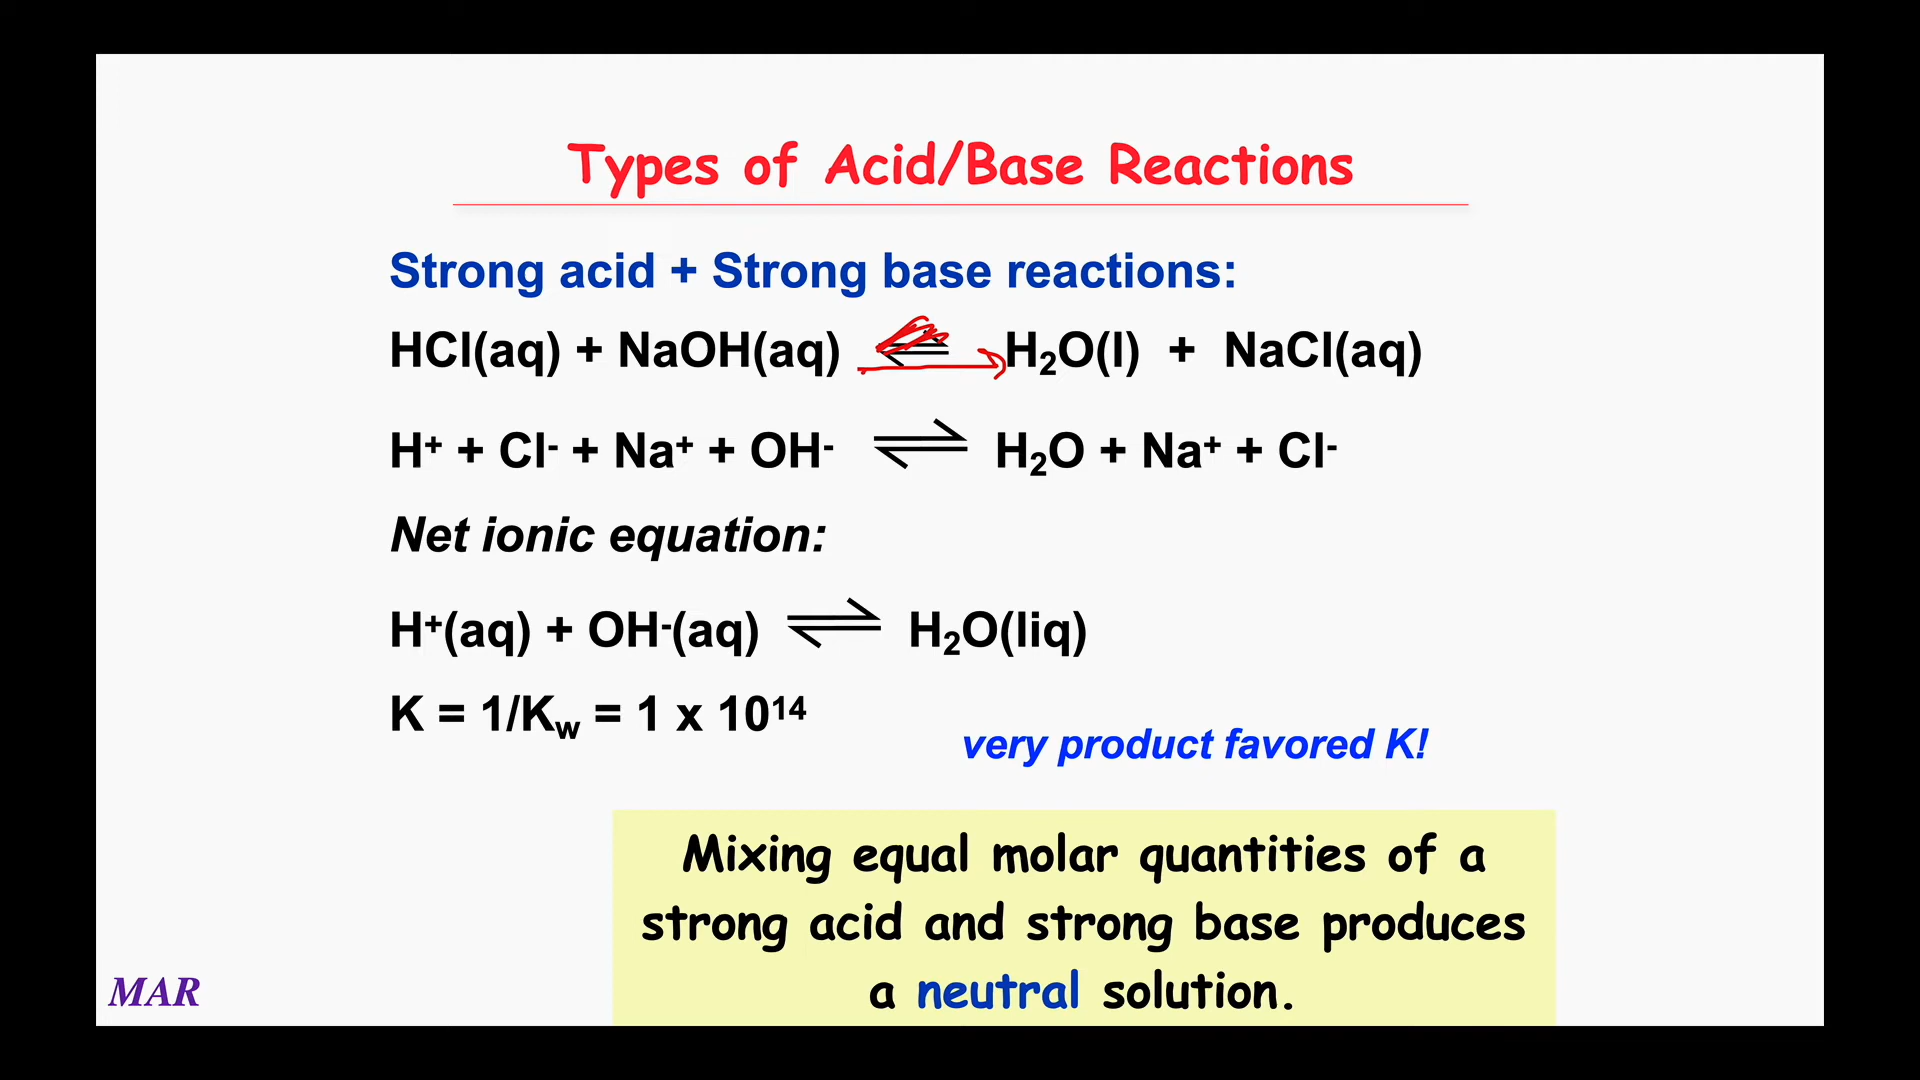 Types of Acid/Base Reactions
Strong acid + Strong base reactions:
HCl(aq) + NaOH(aq) ⇌ H₂O(l) + NaCl(aq)
H⁺ + Cl⁻ + Na⁺ + OH⁻ ⇌ H₂O + Na⁺ + Cl⁻
Net ionic equation:
H⁺(aq) + OH⁻(aq) ⇌ H₂O(liq)
K = 1/Kw = 1 x 10¹⁴
very product favored K!
Mixing equal molar quantities of a
strong acid and strong base produces
a neutral solution.
MAR